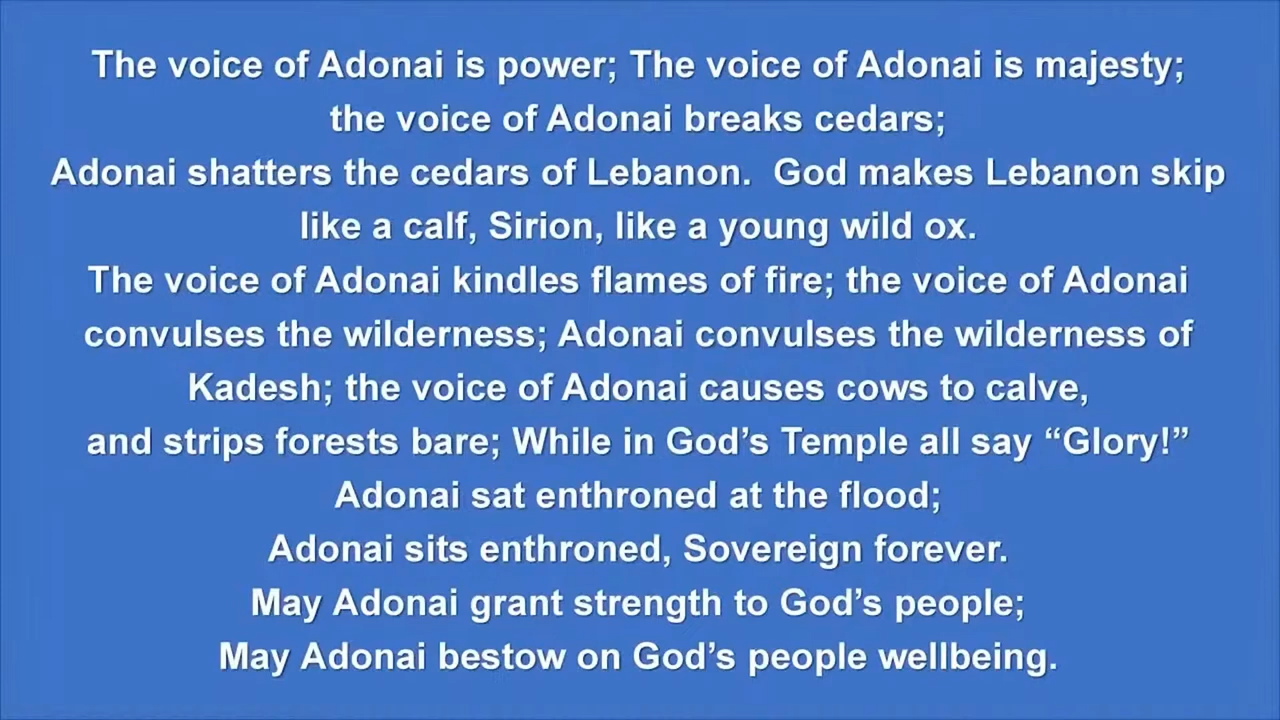 The voice of Adonai is power; The voice of Adonai is majesty;
the voice of Adonai breaks cedars;
Adonai shatters the cedars of Lebanon.  God makes Lebanon skip
like a calf, Sirion, like a young wild ox.
The voice of Adonai kindles flames of fire; the voice of Adonai
convulses the wilderness; Adonai convulses the wilderness of
Kadesh; the voice of Adonai causes cows to calve,
and strips forests bare; While in God’s Temple all say “Glory!”
Adonai sat enthroned at the flood;
Adonai sits enthroned, Sovereign forever.
May Adonai grant strength to God’s people;
May Adonai bestow on God’s people wellbeing.